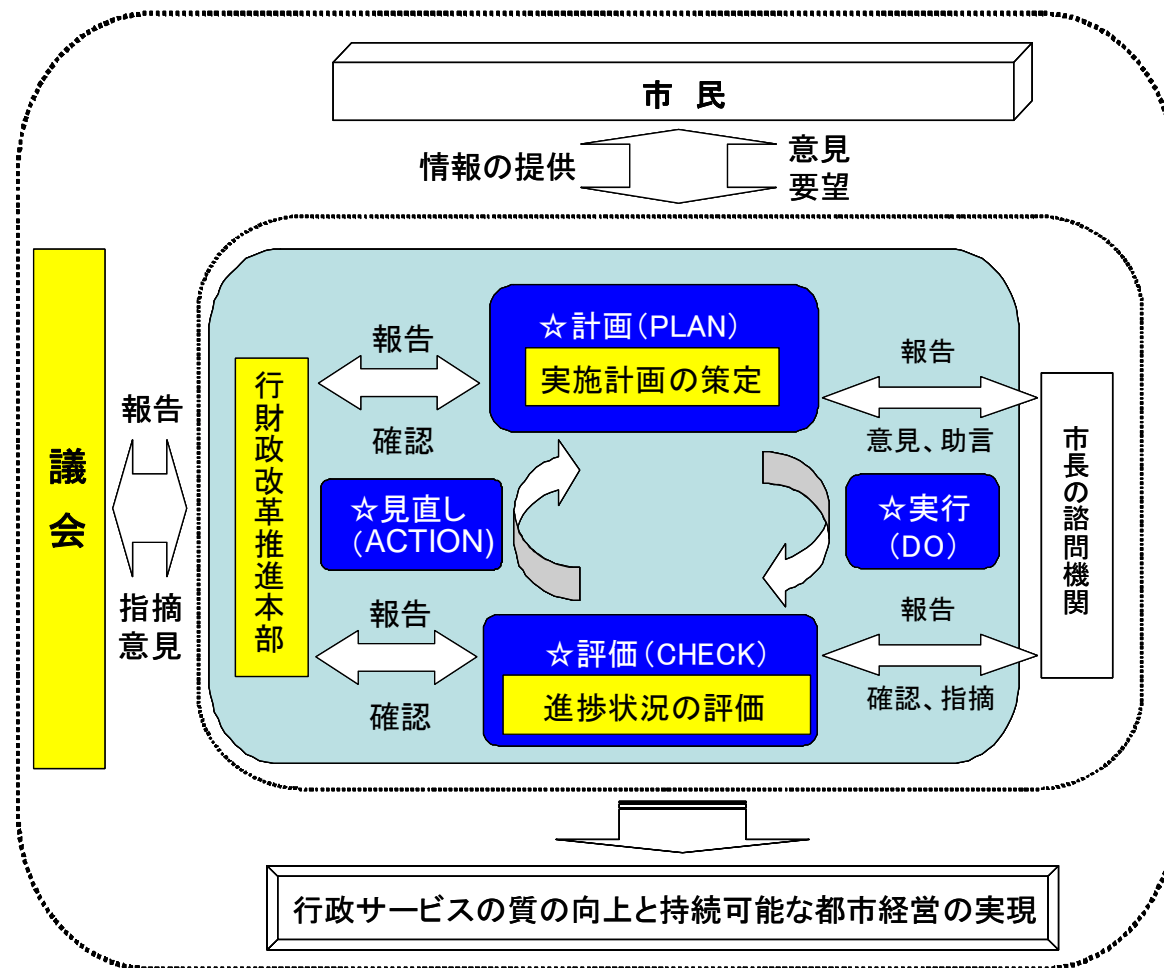 市 民
情報の提供
意見
要望
議会
報告
指摘
意見
行財政改革推進本部
報告
確認
☆計画(PLAN)
実施計画の策定
報告
意見、助言
市長の諮問機関
☆見直し
(ACTION)
☆実行
(DO)
報告
確認
☆評価(CHECK)
進捗状況の評価
報告
確認、指摘
行政サービスの質の向上と持続可能な都市経営の実現